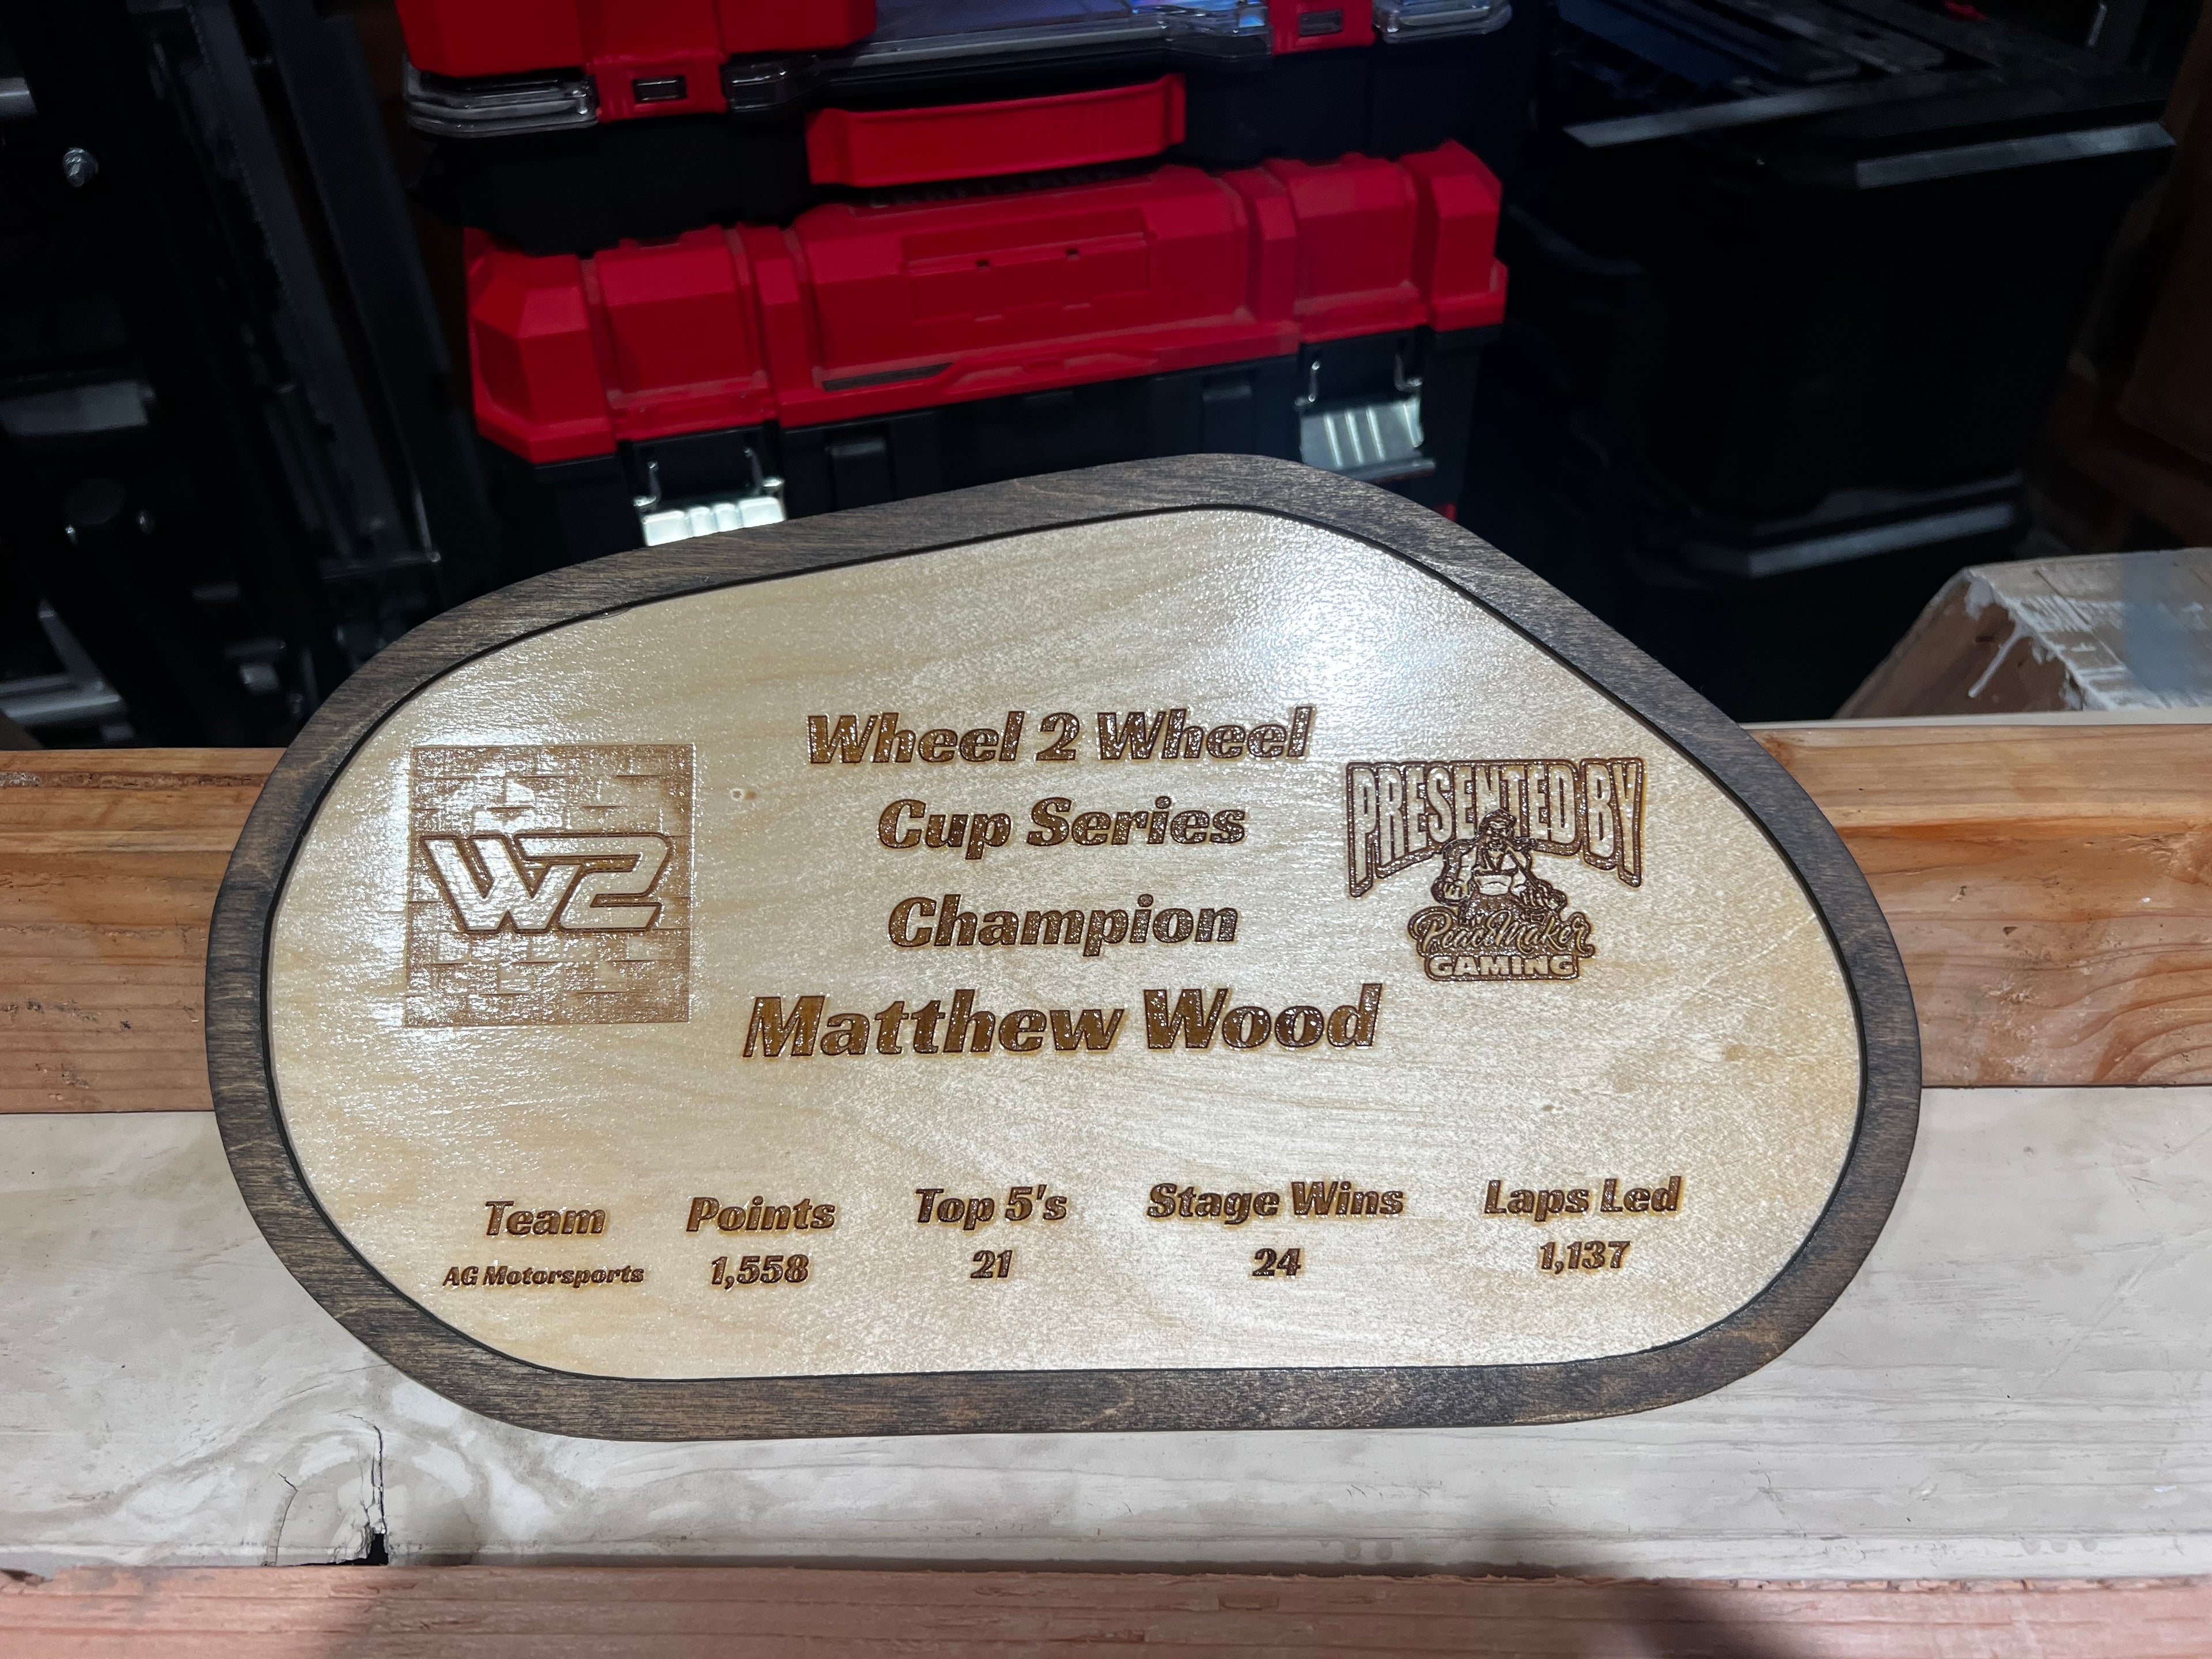 Wheel 2 Wheel
Cup Series
Champion
Matthew Wood
W2
PRESENTED BY
PeaceMaker
GAMING
Team Points Top 5's Stage Wins Laps Led
AG Motorsports 1,558 21 24 1,137